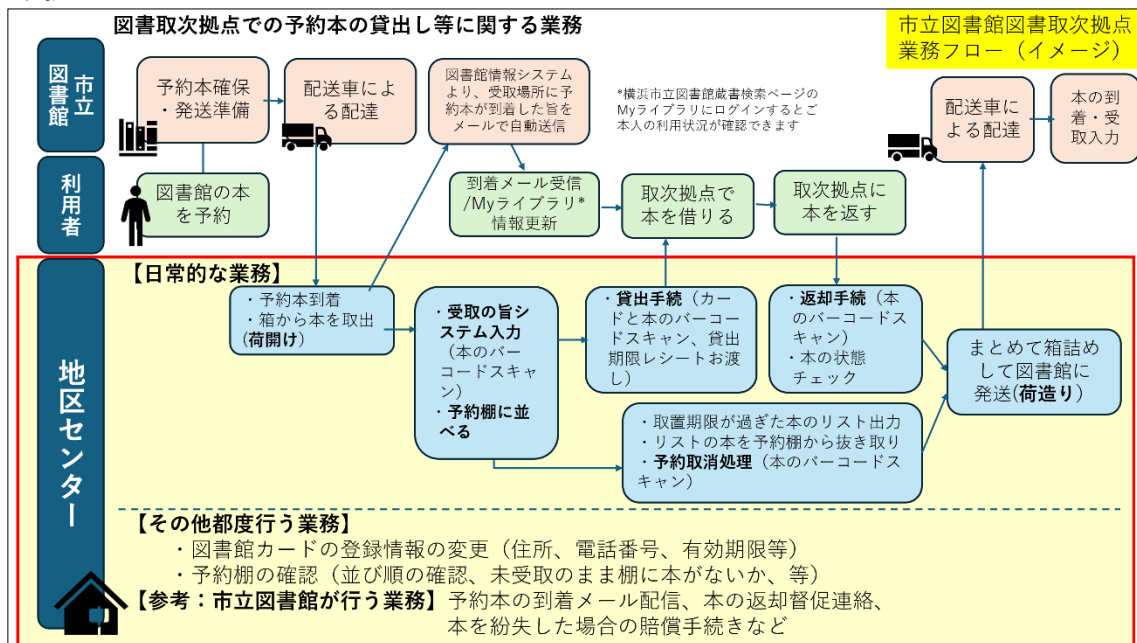 図書取次拠点での予約本の貸出し等に関する業務
市立図書館図書取次拠点
業務フロー（イメージ）
市立
図書館
予約本確保
・発送準備
配送車によ
る配達
図書館情報システム
より、受取場所に予
約本が到着した旨を
メールで自動送信
*横浜市立図書館蔵書検索ページの
Myライブラリにログインするとご
本人の利用状況が確認できます
配送車に
よる配達
本の到
着・受
取入力
利用者
図書館の本
を予約
到着メール受信
/Myライブラリ*
情報更新
取次拠点で
本を借りる
取次拠点に
本を返す
地区センター
【日常的な業務】
・予約本到着
・箱から本を取出
(荷開け)
・受取の旨シ
ステム入力
（本のバー
コードスキャ
ン）
・予約棚に並
べる
・貸出手続（カー
ドと本のバーコー
ドスキャン、貸出
期限レシートお渡
し）
・返却手続（本
のバーコードス
キャン）
・本の状態
チェック
まとめて箱詰め
して図書館に
発送(荷造り)
・取置期限が過ぎた本のリスト出力
・リストの本を予約棚から抜き取り
・予約取消処理（本のバーコードスキ
ャン）
【その他都度行う業務】
・図書館カードの登録情報の変更（住所、電話番号、有効期限等）
・予約棚の確認（並び順の確認、未受取のまま棚に本がないか、等）
【参考：市立図書館が行う業務】予約本の到着メール配信、本の返却督促連絡、
本を紛失した場合の賠償手続きなど